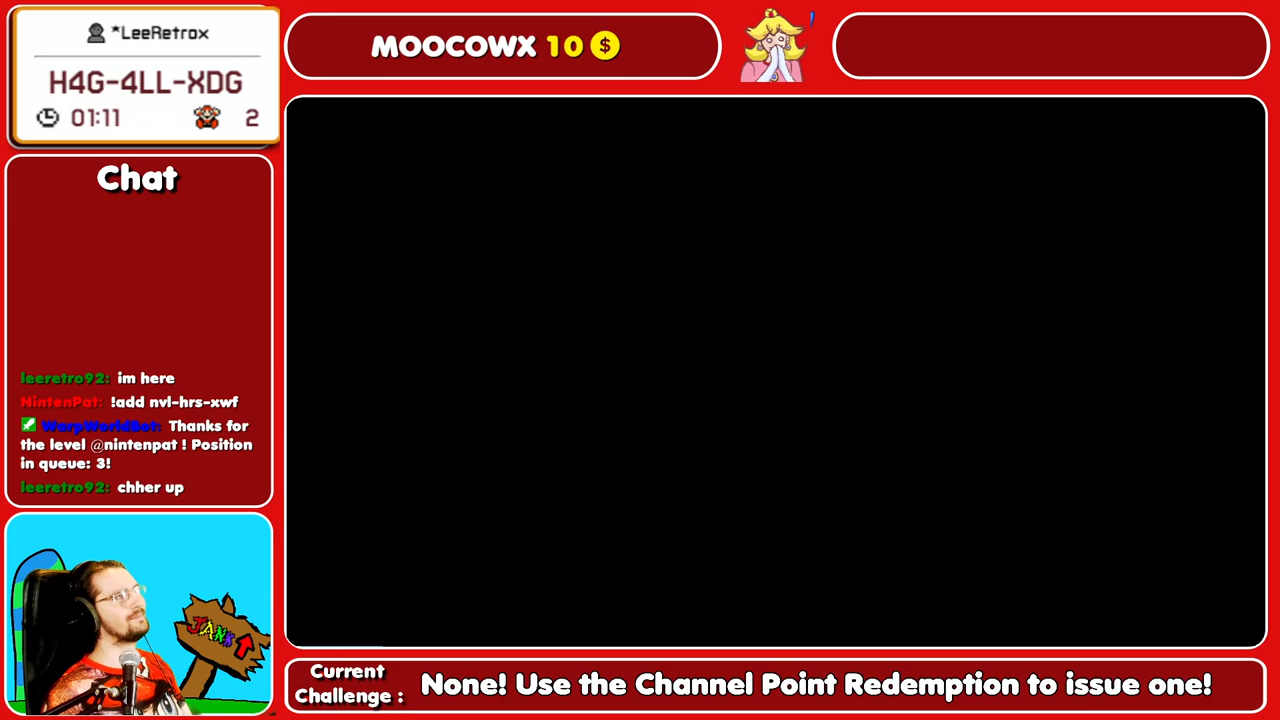 *LeeRetrox
H4G-4LL-XDG
01:11 2
MOOCOWX 10 $
Chat
leeretro92: im here
NintenPat: !add nvl-hrs-xwf
WarpWorldBot: Thanks for
the level @nintenpat ! Position
in queue: 3!
leeretro92: chher up
JANK
Current
Challenge :
None! Use the Channel Point Redemption to issue one!